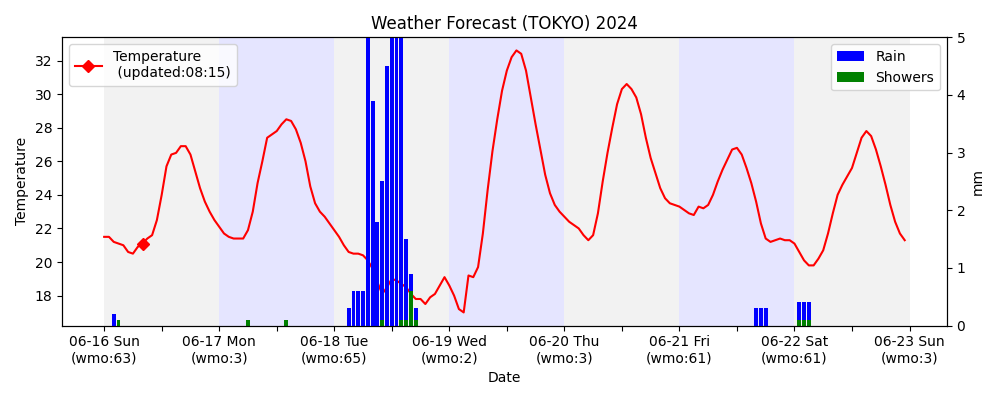 Weather Forecast (TOKYO) 2024
Temperature
(updated:08:15)
Rain
Showers
Temperature
32
30
28
26
24
22
20
18
5
4
3
2
1
0
mm
06-16 Sun
(wmo:63)
06-17 Mon
(wmo:3)
06-18 Tue
(wmo:65)
06-19 Wed
(wmo:2)
06-20 Thu
(wmo:3)
06-21 Fri
(wmo:61)
06-22 Sat
(wmo:61)
06-23 Sun
(wmo:3)
Date